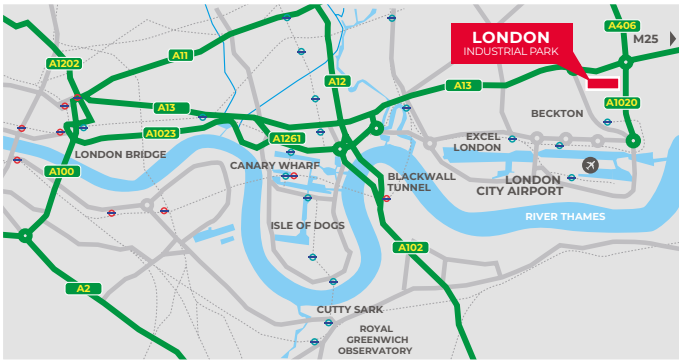 A406
LONDON
INDUSTRIAL PARK
M25
A11
A1202
A12
A13
A13
A1020
BECKTON
A1023
A1261
EXCEL
LONDON
LONDON BRIDGE
CANARY WHARF
A100
BLACKWALL
TUNNEL
LONDON
CITY AIRPORT
RIVER THAMES
ISLE OF DOGS
A102
A2
CUTTY SARK
ROYAL
GREENWICH
OBSERVATORY